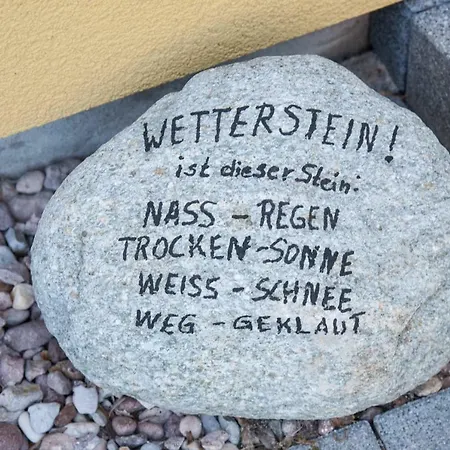 WETTERSTEIN!
ist dieser Stein:
NASS - REGEN
TROCKEN-SONNE
WEISS - SCHNEE
WEG - GEKLAUT